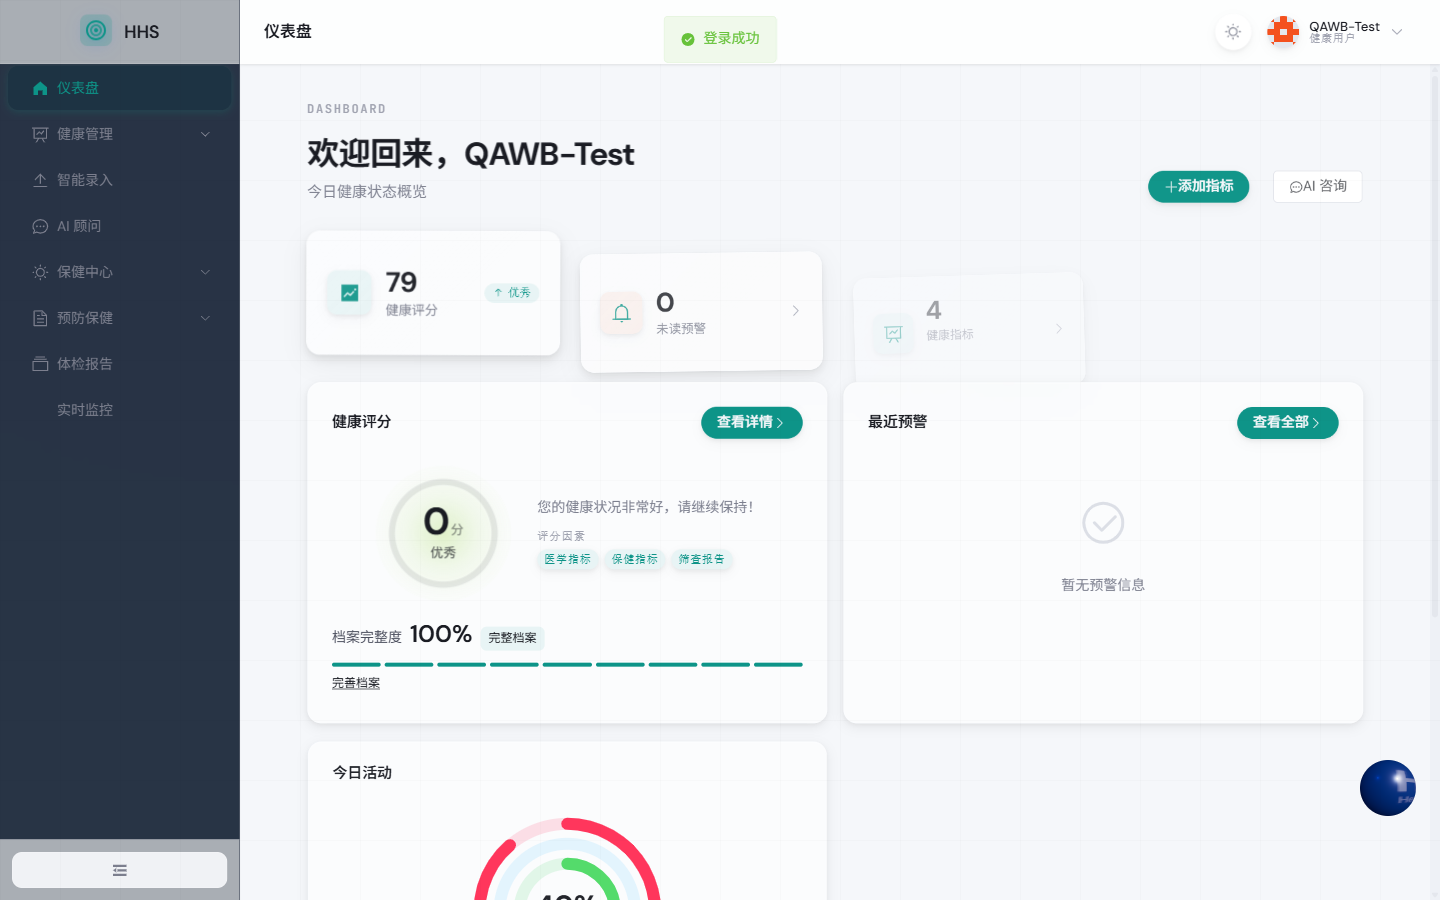 HHS
仪表盘
健康管理
智能录入
AI 顾问
保健中心
预防保健
体检报告
实时监控
仪表盘
登录成功
QAWB-Test
健康用户
DASHBOARD
欢迎回来，QAWB-Test
今日健康状态概览
添加指标
AI 咨询
79
健康评分
优秀
0
未读预警
4
健康指标
健康评分
查看详情
0分
优秀
您的健康状况非常好，请继续保持！
评分因素
医学指标 保健指标 筛查报告
档案完整度 100% 完整档案
完善档案
最近预警
查看全部
暂无预警信息
今日活动